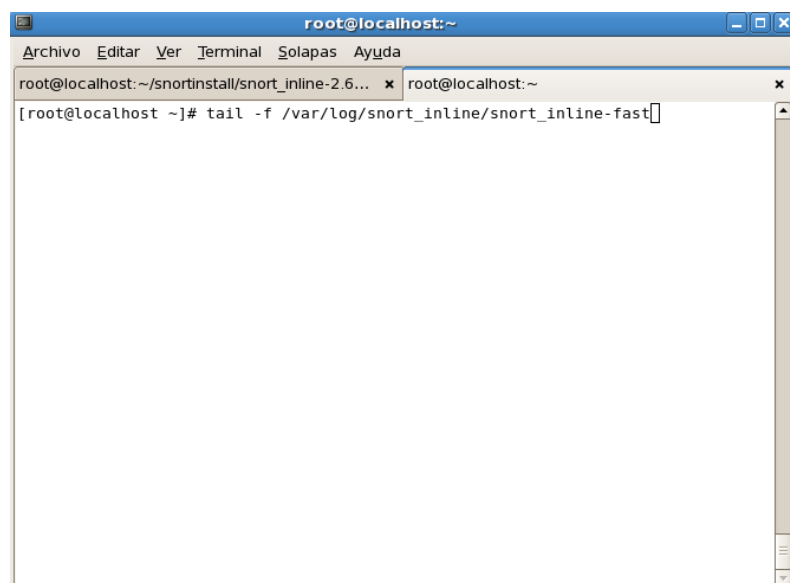 root@localhost:~
Archivo Editar Ver Terminal Solapas Ayuda
root@localhost:~/snortinstall/snort_inline-2.6... root@localhost:~
[root@localhost ~]# tail -f /var/log/snort_inline/snort_inline-fast